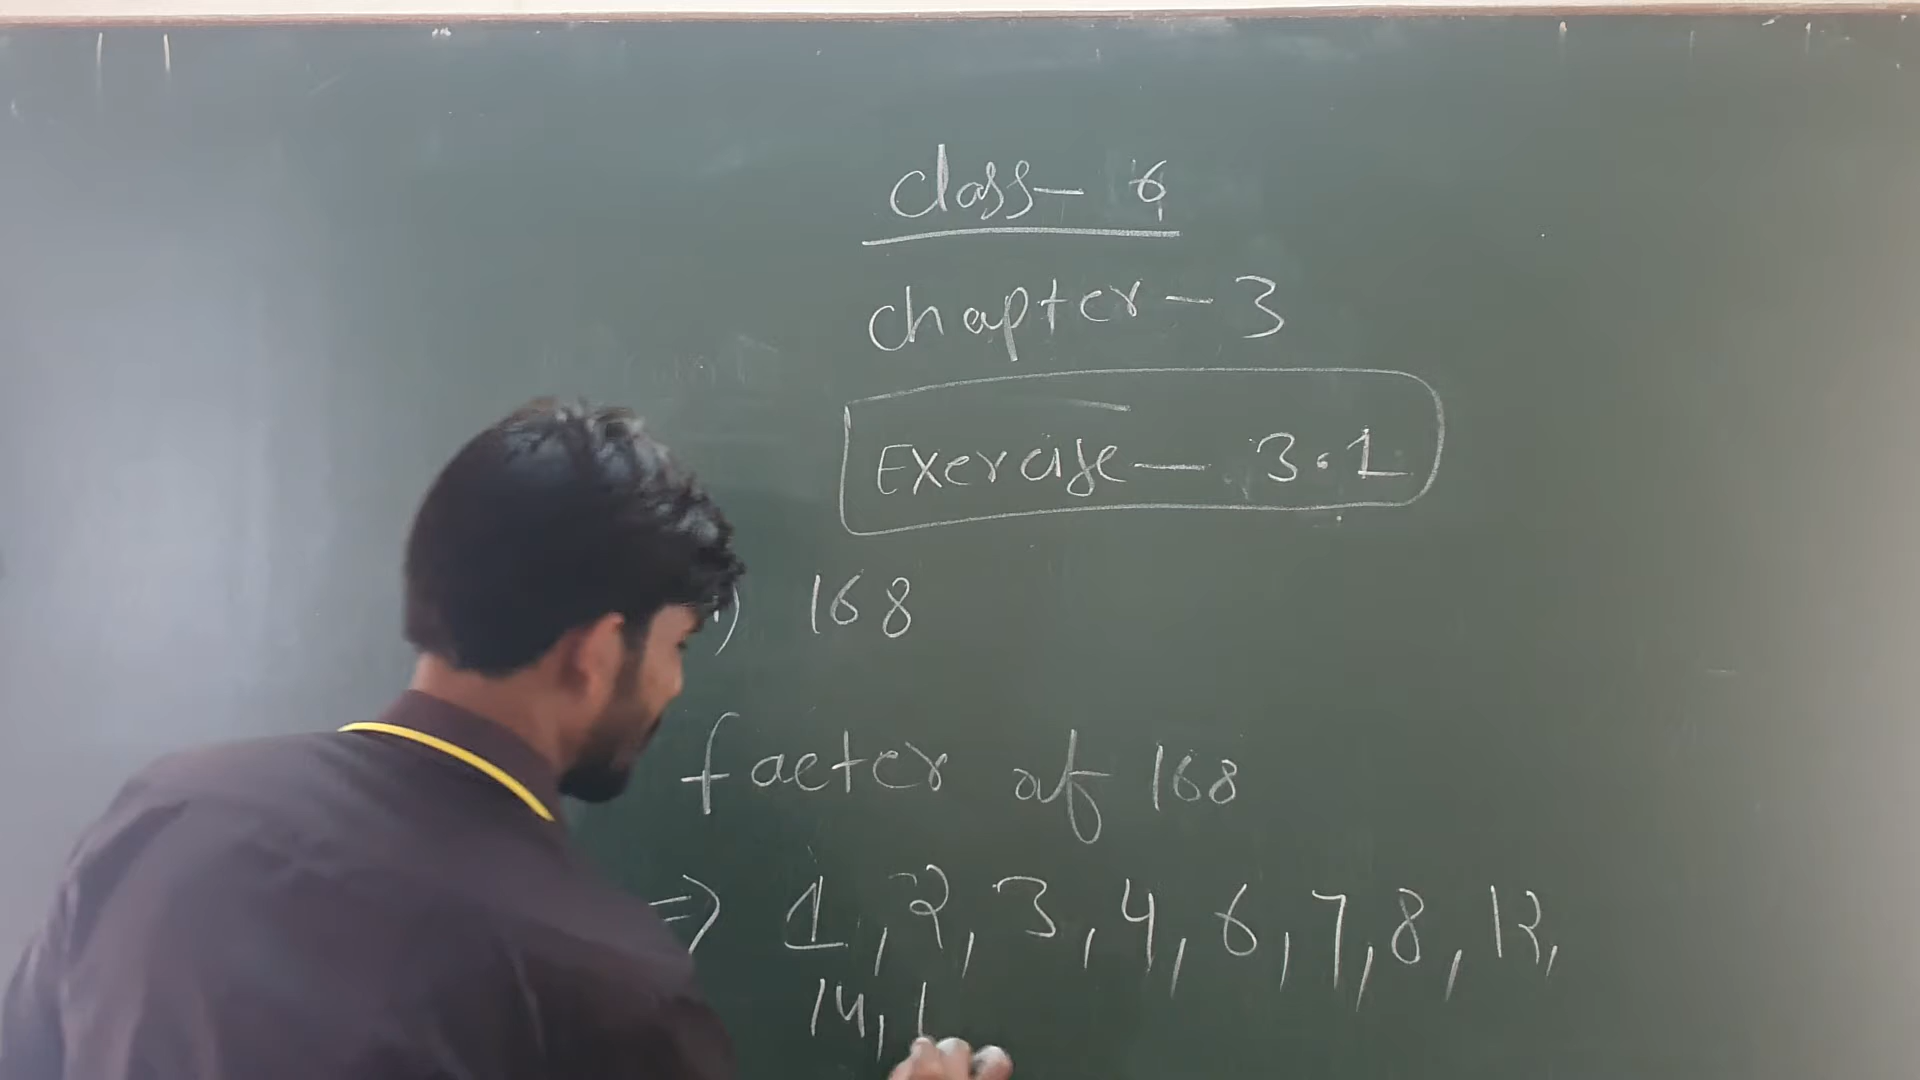 class- 6
chapter-3
Exercise- 3.1
) 168
facter of 168
⇒ 1, 2, 3, 4, 6, 7, 8, 12,
14, 1